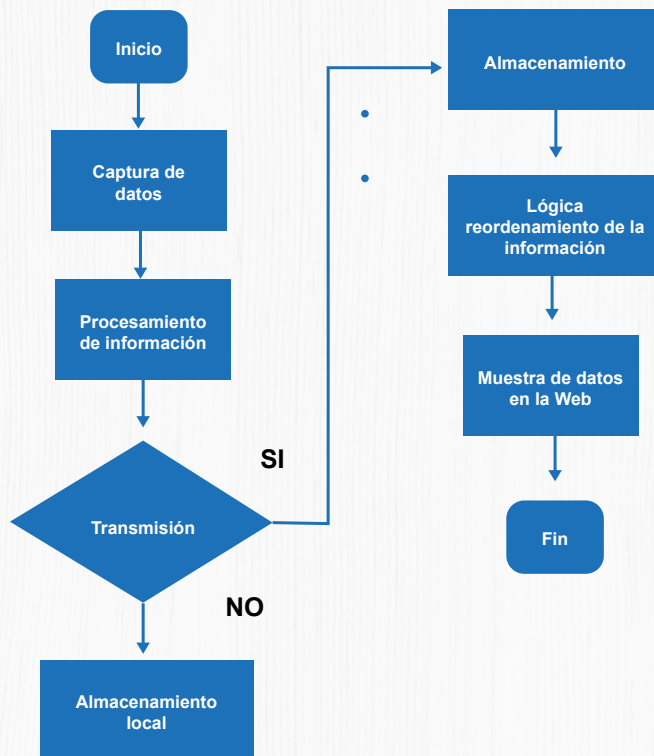 Inicio
Captura de
datos
Procesamiento
de información
Transmisión
SI
NO
Almacenamiento
local
Almacenamiento
Lógica
reordenamiento de la
información
Muestra de datos
en la Web
Fin